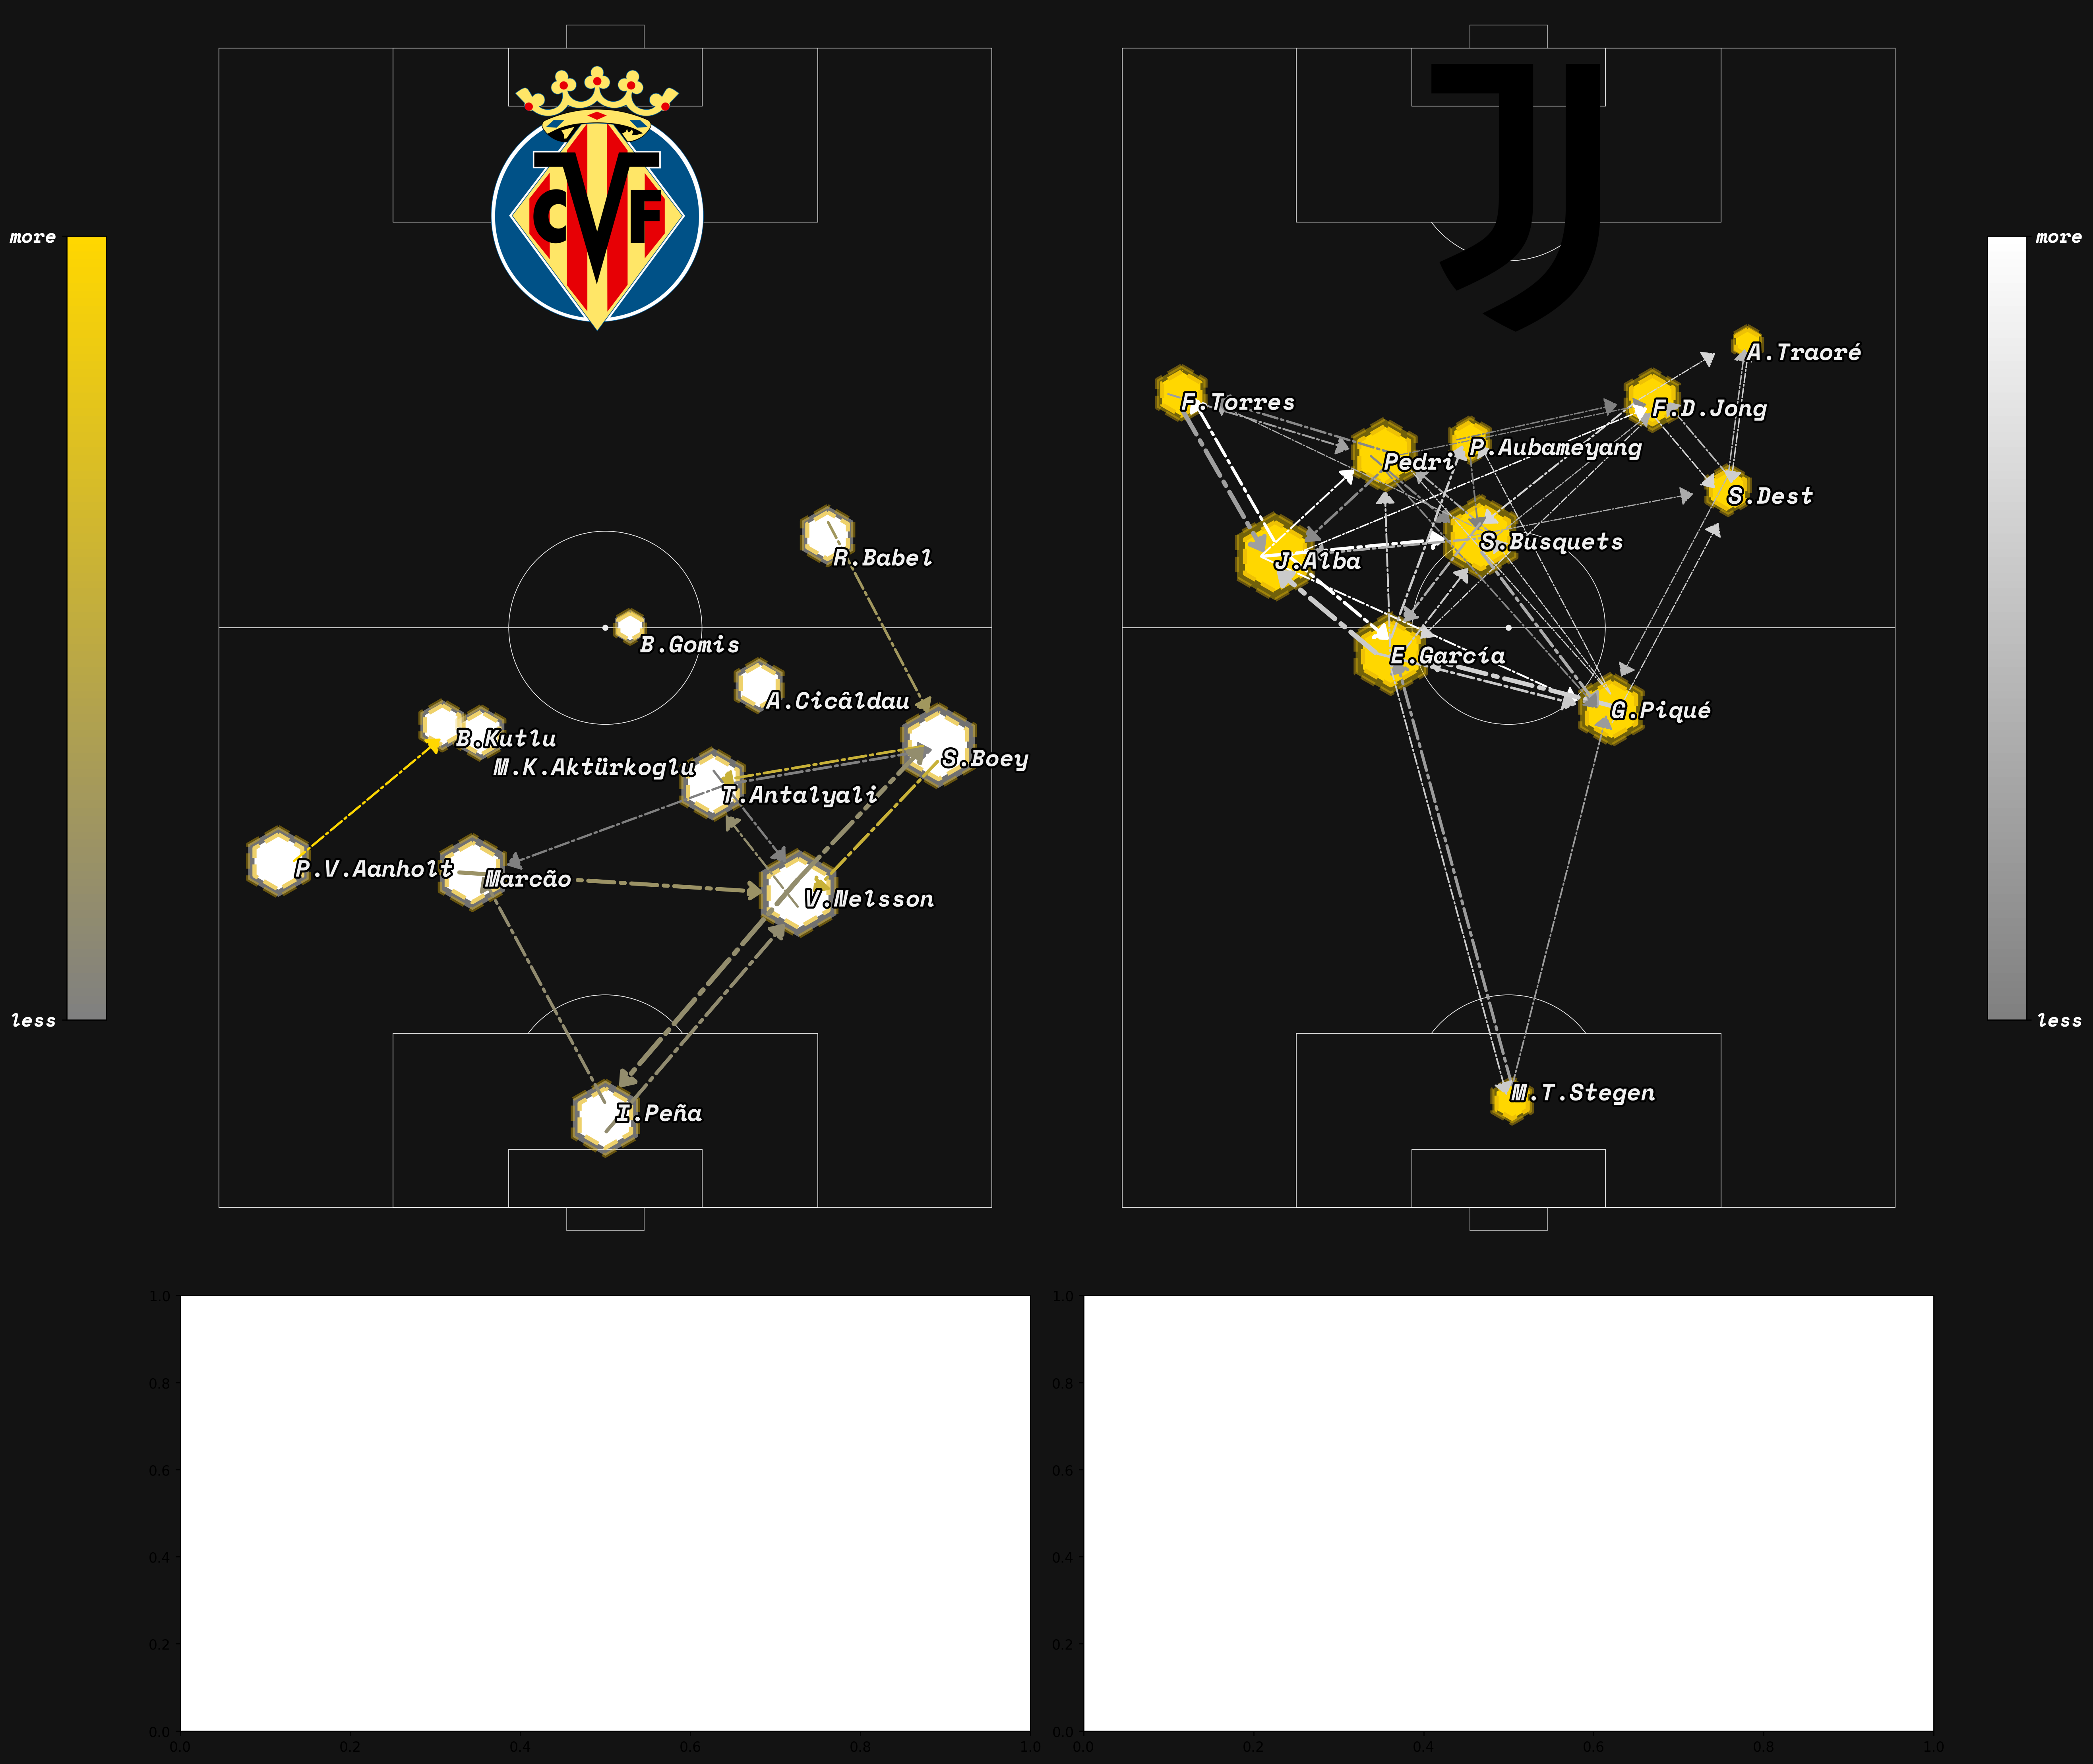 more
less
C V F
R.Babel
B.Gomis
A.Cicâldau
B.Kutlu
M.K.Aktürkoglu
S.Boey
T.Antalyali
P.V.Aanholt
Marcão
V.Nelsson
I.Peña
A.Traoré
F.Torres
F.D.Jong
P.Aubameyang
Pedri
S.Dest
S.Busquets
J.Alba
E.García
G.Piqué
M.T.Stegen
more
less
1.0
0.8
0.6
0.4
0.2
0.0
0.0 0.2 0.4 0.6 0.8 1.0
1.0
0.8
0.6
0.4
0.2
0.0
0.0 0.2 0.4 0.6 0.8 1.0